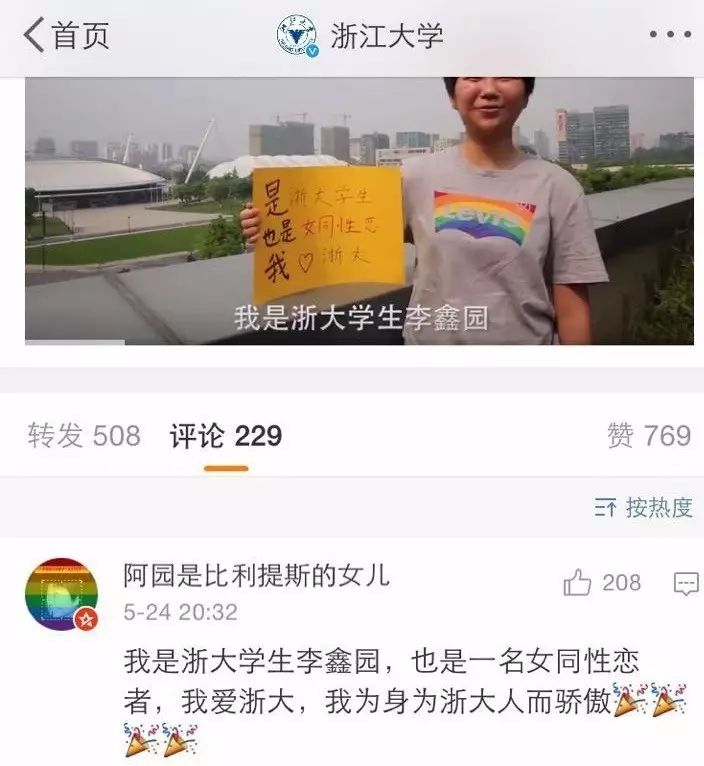 首页
浙江大学
是浙大学生
也是女同性恋
我♡浙大
Levi's
我是浙大学生李鑫园
转发 508
评论 229
赞 769
按热度
阿园是比利提斯的女儿
208
5-24 20:32
我是浙大学生李鑫园，也是一名女同性恋
者，我爱浙大，我为身为浙大人而骄傲🎉🎉
🎉🎉